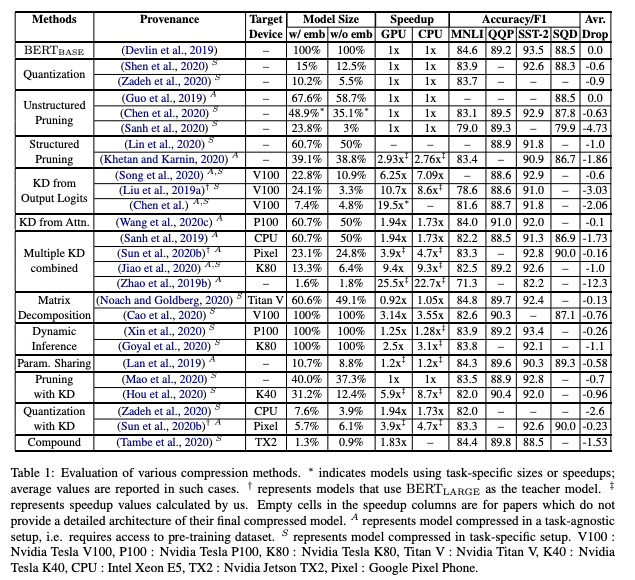 Methods Provenance Target Device Model Size Speedup Accuracy/F1 Avr. Drop
w/ emb w/o emb GPU CPU MNLI QQP SST-2 SQD
BERT_BASE (Devlin et al., 2019) – 100% 100% 1x 1x 84.6 89.2 93.5 88.5 0.0
Quantization (Shen et al., 2020) S – 15% 12.5% 1x 1x 83.9 – 92.6 88.3 -0.6
(Zadeh et al., 2020) S – 10.2% 5.5% 1x 1x 83.7 – – – -0.9
Unstructured Pruning (Guo et al., 2019) A – 67.6% 58.7% 1x 1x – – – 88.5 0.0
(Chen et al., 2020) S – 48.9%* 35.1%* 1x 1x 83.1 89.5 92.9 87.8 -0.63
(Sanh et al., 2020) S – 23.8% 3% 1x 1x 79.0 89.3 – 79.9 -4.73
Structured Pruning (Lin et al., 2020) S – 60.7% 50% – – – 88.9 91.8 – -1.0
(Khetan and Karnin, 2020) A – 39.1% 38.8% 2.93x‡ 2.76x‡ 83.4 – 90.9 86.7 -1.86
KD from Output Logits (Song et al., 2020) A,S V100 22.8% 10.9% 6.25x 7.09x – 88.6 92.9 – -0.6
(Liu et al., 2019a)† S V100 24.1% 3.3% 10.7x 8.6x‡ 78.6 88.6 91.0 – -3.03
(Chen et al.) A,S V100 7.4% 4.8% 19.5x* – 81.6 88.7 91.8 – -2.06
KD from Attn. (Wang et al., 2020c) A P100 60.7% 50% 1.94x 1.73x 84.0 91.0 92.0 – -0.1
Multiple KD combined (Sanh et al., 2019) A CPU 60.7% 50% 1.94x 1.73x 82.2 88.5 91.3 86.9 -1.73
(Sun et al., 2020b)† A Pixel 23.1% 24.8% 3.9x‡ 4.7x‡ 83.3 – 92.8 90.0 -0.16
(Jiao et al., 2020) A,S K80 13.3% 6.4% 9.4x 9.3x‡ 82.5 89.2 92.6 – -1.0
(Zhao et al., 2019b) A – 1.6% 1.8% 25.5x‡ 22.7x‡ 71.3 – 82.2 – -12.3
Matrix Decomposition (Noach and Goldberg, 2020) S Titan V 60.6% 49.1% 0.92x 1.05x 84.8 89.7 92.4 – -0.13
(Cao et al., 2020) S V100 100% 100% 3.14x 3.55x 82.6 90.3 – 87.1 -0.76
Dynamic Inference (Xin et al., 2020) S P100 100% 100% 1.25x 1.28x‡ 83.9 89.2 93.4 – -0.26
(Goyal et al., 2020) S K80 100% 100% 2.5x 3.1x‡ 83.8 – 92.1 – -1.1
Param. Sharing (Lan et al., 2019) A – 10.7% 8.8% 1.2x‡ 1.2x‡ 84.3 89.6 90.3 89.3 -0.58
Pruning with KD (Mao et al., 2020) S – 40.0% 37.3% 1x 1x 83.5 88.9 92.8 – -0.7
(Hou et al., 2020) S K40 31.2% 12.4% 5.9x‡ 8.7x‡ 82.0 90.4 92.0 – -0.96
Quantization with KD (Zadeh et al., 2020) S CPU 7.6% 3.9% 1.94x 1.73x 82.0 – – – -2.6
(Sun et al., 2020b)† A Pixel 5.7% 6.1% 3.9x‡ 4.7x‡ 83.3 – 92.6 90.0 -0.23
Compound (Tambe et al., 2020) S TX2 1.3% 0.9% 1.83x – 84.4 89.8 88.5 – -1.53
Table 1: Evaluation of various compression methods. * indicates models using task-specific sizes or speedups;
average values are reported in such cases. † represents models that use BERT_LARGE as the teacher model. ‡
represents speedup values calculated by us. Empty cells in the speedup columns are for papers which do not
provide a detailed architecture of their final compressed model. A represents model compressed in a task-agnostic
setup, i.e. requires access to pre-training dataset. S represents model compressed in task-specific setup. V100 :
Nvidia Tesla V100, P100 : Nvidia Tesla P100, K80 : Nvidia Tesla K80, Titan V : Nvidia Titan V, K40 : Nvidia
Tesla K40, CPU : Intel Xeon E5, TX2 : Nvidia Jetson TX2, Pixel : Google Pixel Phone.